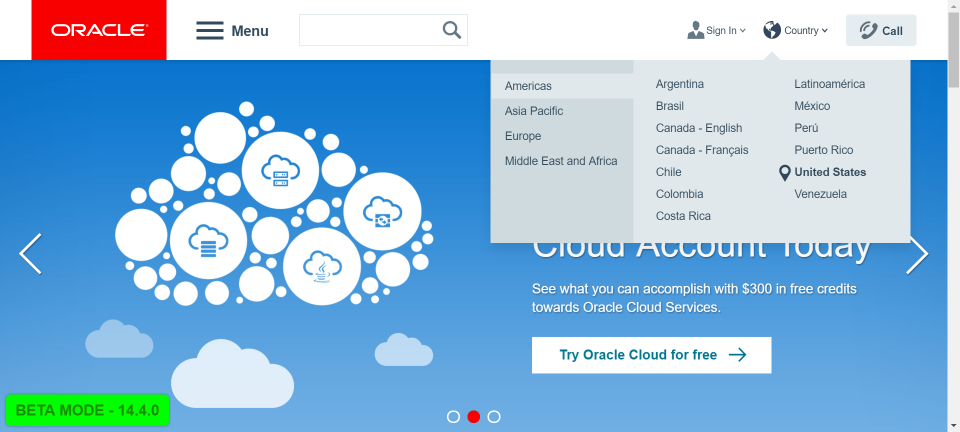 ORACLE
Menu
Sign In
Country
Call
Americas
Asia Pacific
Europe
Middle East and Africa
Argentina
Brasil
Canada - English
Canada - Français
Chile
Colombia
Costa Rica
Latinoamérica
México
Perú
Puerto Rico
United States
Venezuela
Cloud Account Today
See what you can accomplish with $300 in free credits
towards Oracle Cloud Services.
Try Oracle Cloud for free
BETA MODE - 14.4.0